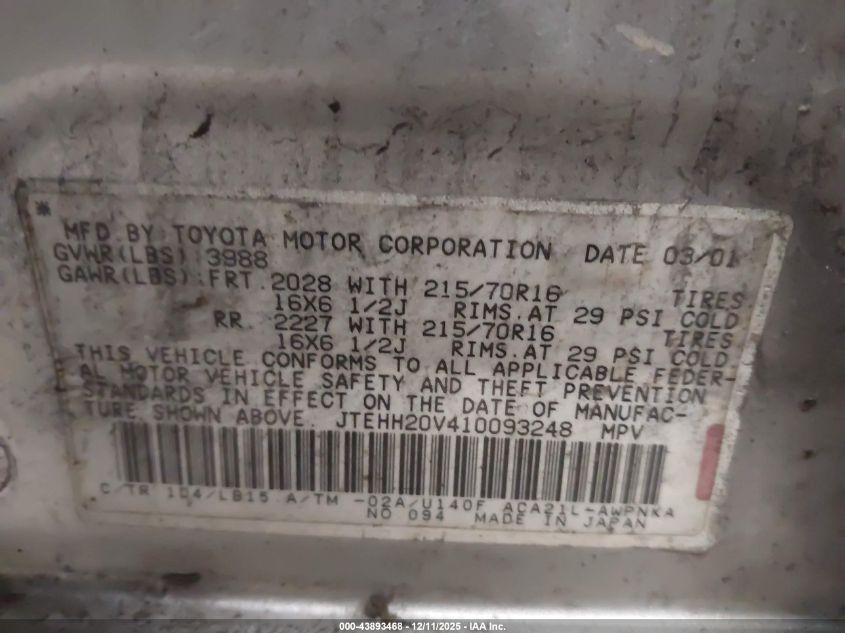 *
MFD. BY: TOYOTA MOTOR CORPORATION DATE 03/01
GVWR(LBS):3988
GAWR(LBS):FRT.2028 WITH 215/70R16 TIRES
16X6 1/2J RIMS.AT 29 PSI COLD
RR. 2227 WITH 215/70R16 TIRES
16X6 1/2J RIMS.AT 29 PSI COLD
THIS VEHICLE CONFORMS TO ALL APPLICABLE FEDER-
AL MOTOR VEHICLE SAFETY AND THEFT PREVENTION
STANDARDS IN EFFECT ON THE DATE OF MANUFAC-
TURE SHOWN ABOVE. JTEHH20V410093248 MPV
C/TR 1D4/LB15 A/TM -02A/U140F ACA21L-AWPNKA
NO 094 MADE IN JAPAN
000-43893468 - 12/11/2025 - IAA Inc.